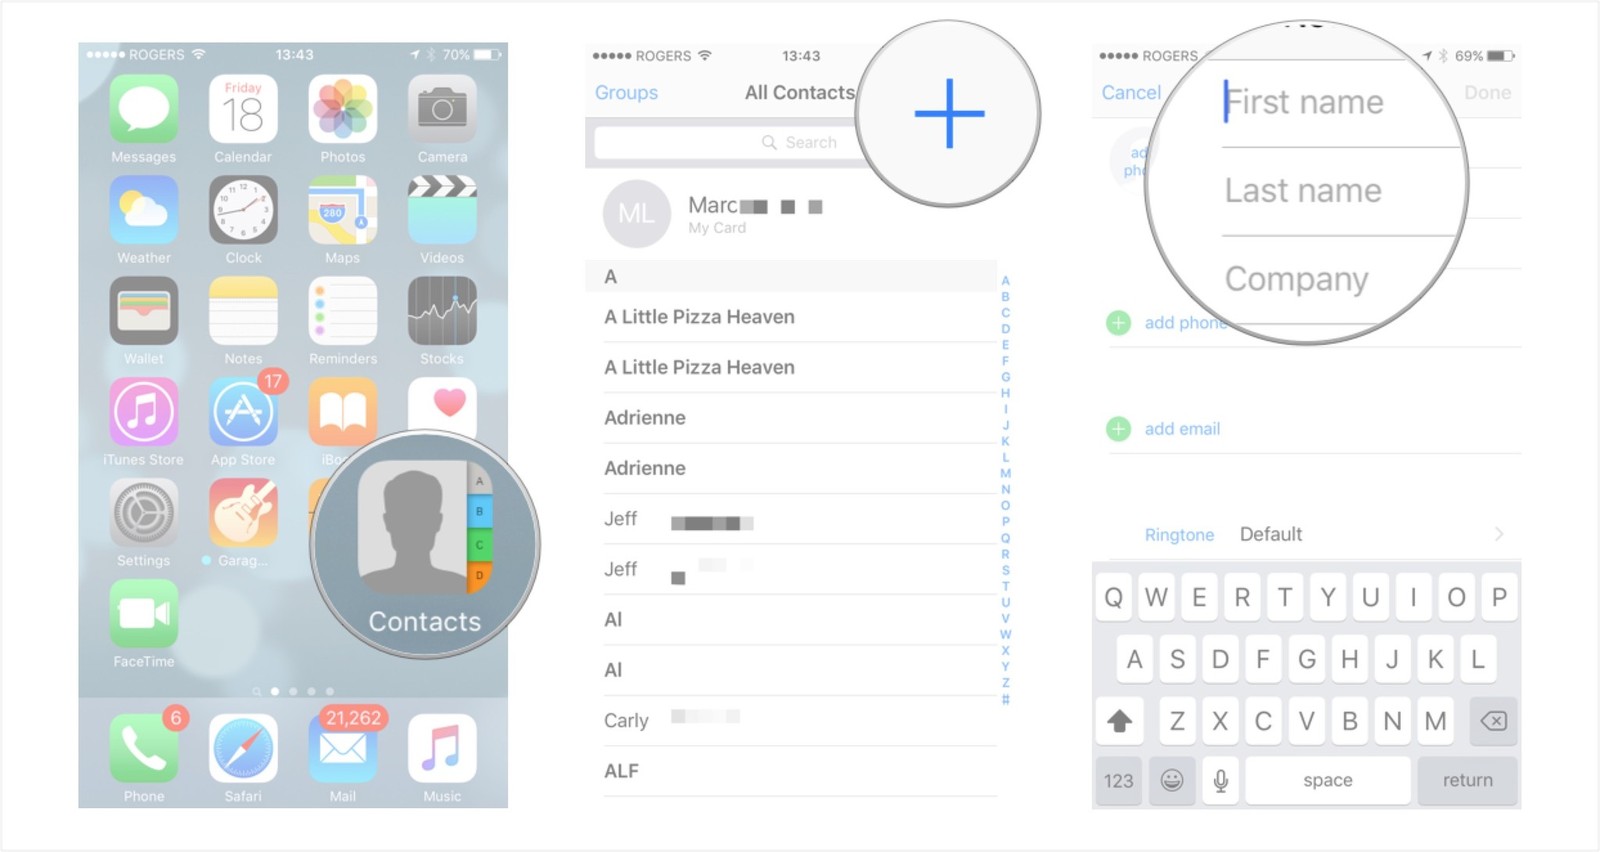 ROGERS 13:43 70%
Friday
18
Messages Calendar Photos Camera
280
Weather Clock Maps Videos
Wallet Notes Reminders Stocks
17
iTunes Store App Store
A
B
C
D
Settings Garag...
Contacts
FaceTime
6 21,262
Phone Safari Mail Music
ROGERS 13:43
Groups All Contacts
Search
ML
Marc
My Card
A
A Little Pizza Heaven
A Little Pizza Heaven
Adrienne
Adrienne
Jeff
Jeff
Al
Al
Carly
ALF
A
B
C
D
E
F
G
H
I
J
K
L
M
N
O
P
Q
R
S
T
U
V
W
X
Y
Z
#
ROGERS 69%
Cancel Done
First name
Last name
Company
add phone
add email
Ringtone Default
Q W E R T Y U I O P
A S D F G H J K L
Z X C V B N M
123 space return